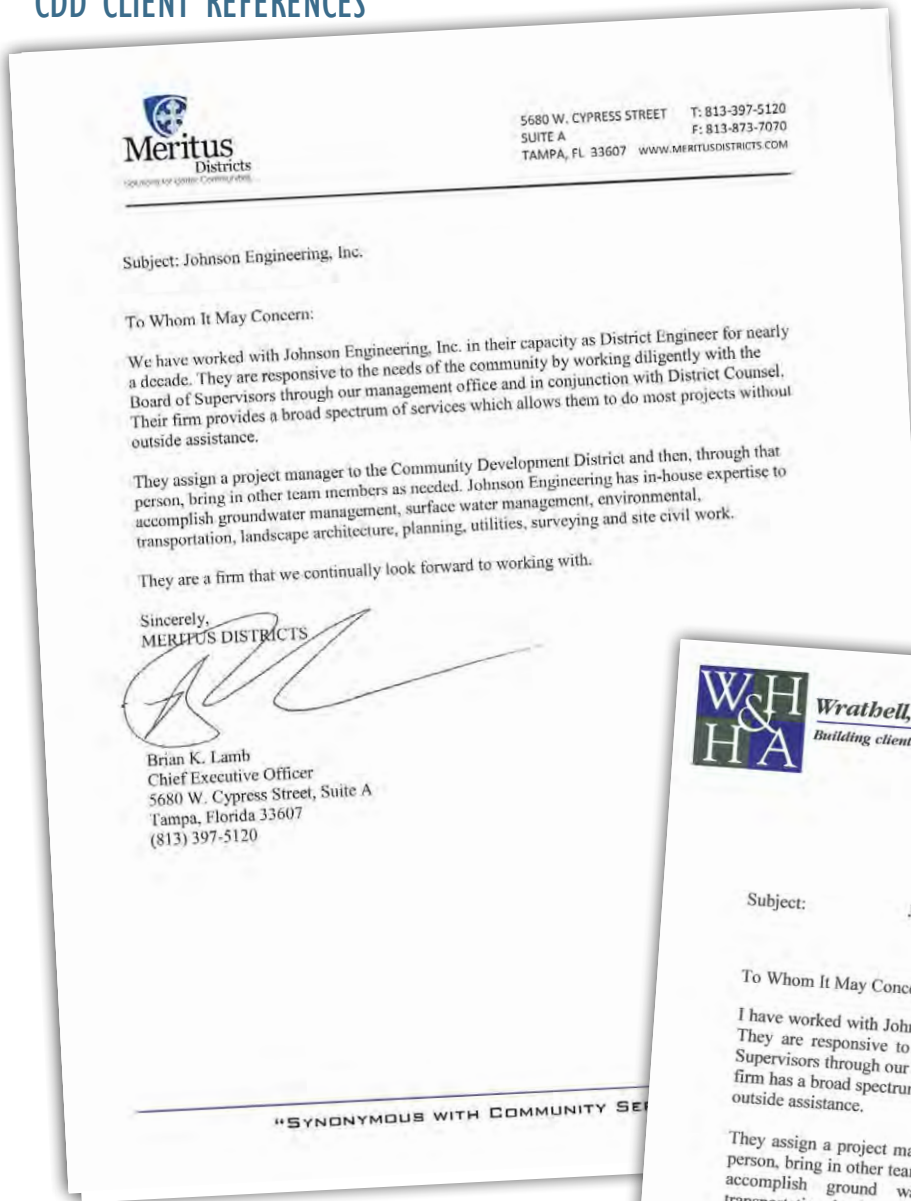 CDD CLIENT REFERENCES
Meritus
Districts
5680 W. CYPRESS STREET T: 813-397-5120
SUITE A F: 813-873-7070
TAMPA, FL 33607 WWW.MERITUSDISTRICTS.COM
Subject: Johnson Engineering, Inc.
To Whom It May Concern:
We have worked with Johnson Engineering, Inc. in their capacity as District Engineer for nearly
a decade. They are responsive to the needs of the community by working diligently with the
Board of Supervisors through our management office and in conjunction with District Counsel.
Their firm provides a broad spectrum of services which allows them to do most projects without
outside assistance.
They assign a project manager to the Community Development District and then, through that
person, bring in other team members as needed. Johnson Engineering has in-house expertise to
accomplish groundwater management, surface water management, environmental,
transportation, landscape architecture, planning, utilities, surveying and site civil work.
They are a firm that we continually look forward to working with.
Sincerely,
MERITUS DISTRICTS
Brian K. Lamb
Chief Executive Officer
5680 W. Cypress Street, Suite A
Tampa, Florida 33607
(813) 397-5120
"SYNONYMOUS WITH COMMUNITY SE
WH
&
HA
Wrathell,
Building client
Subject:
To Whom It May Conc
I have worked with Joh
They are responsive to
Supervisors through our
firm has a broad spectru
outside assistance.
They assign a project ma
person, bring in other tea
accomplish ground w